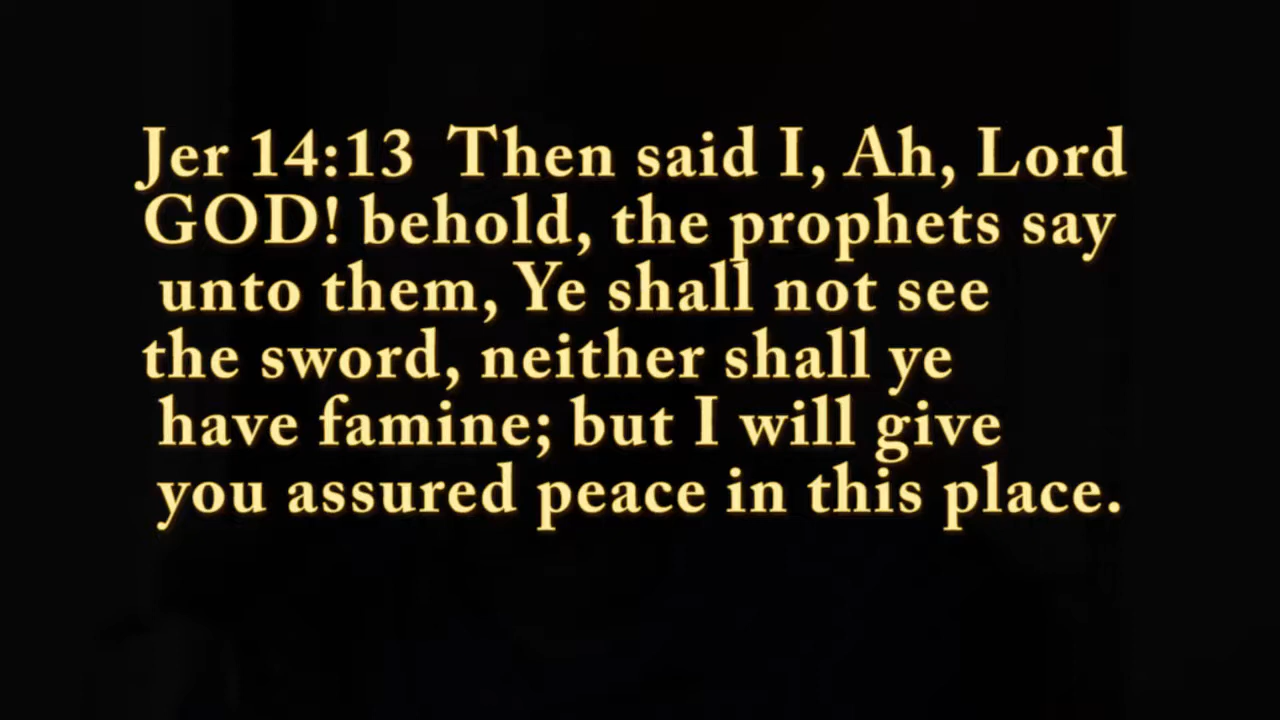 Jer 14:13  Then said I, Ah, Lord
GOD! behold, the prophets say
unto them, Ye shall not see
the sword, neither shall ye
have famine; but I will give
you assured peace in this place.